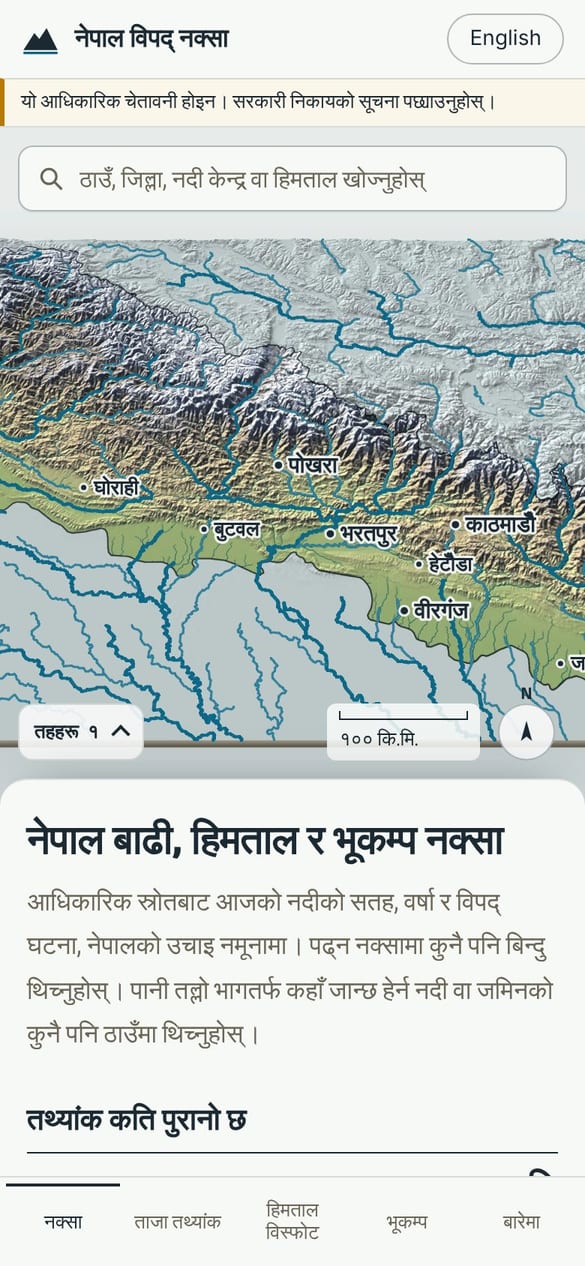 नेपाल विपद् नक्सा
English
यो आधिकारिक चेतावनी होइन । सरकारी निकायको सूचना पछ्याउनुहोस् ।
ठाउँ, जिल्ला, नदी केन्द्र वा हिमताल खोज्नुहोस्
पोखरा
घोराही
बुटवल
भरतपुर
काठमाडौँ
हेटौँडा
वीरगंज
ज
N
तहहरू १
१०० कि.मि.
नेपाल बाढी, हिमताल र भूकम्प नक्सा
आधिकारिक स्रोतबाट आजको नदीको सतह, वर्षा र विपद्
घटना, नेपालको उचाइ नमूनामा । पढ्न नक्सामा कुनै पनि बिन्दु
थिच्नुहोस् । पानी तल्लो भागतर्फ कहाँ जान्छ हेर्न नदी वा जमिनको
कुनै पनि ठाउँमा थिच्नुहोस् ।
तथ्यांक कति पुरानो छ
नक्सा
ताजा तथ्यांक
हिमताल
विस्फोट
भूकम्प
बारेमा